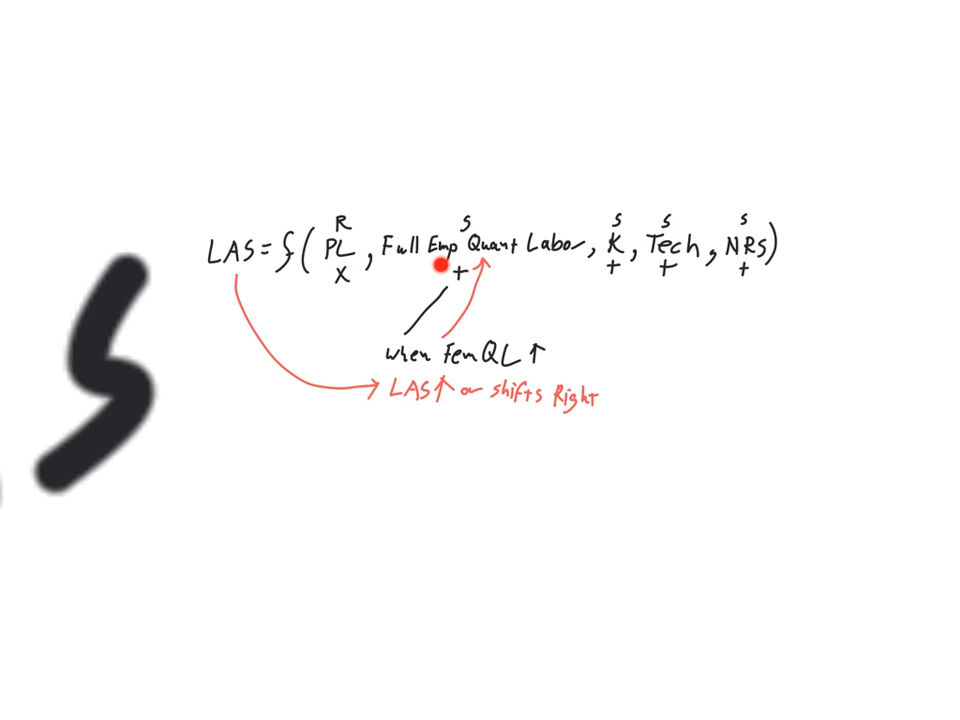 R S S S S
LAS = f ( PL , Full Emp Quant Labor, K , Tech , NRS )
X + + + +
when FemQL ↑
LAS ↑ or shifts Right
S